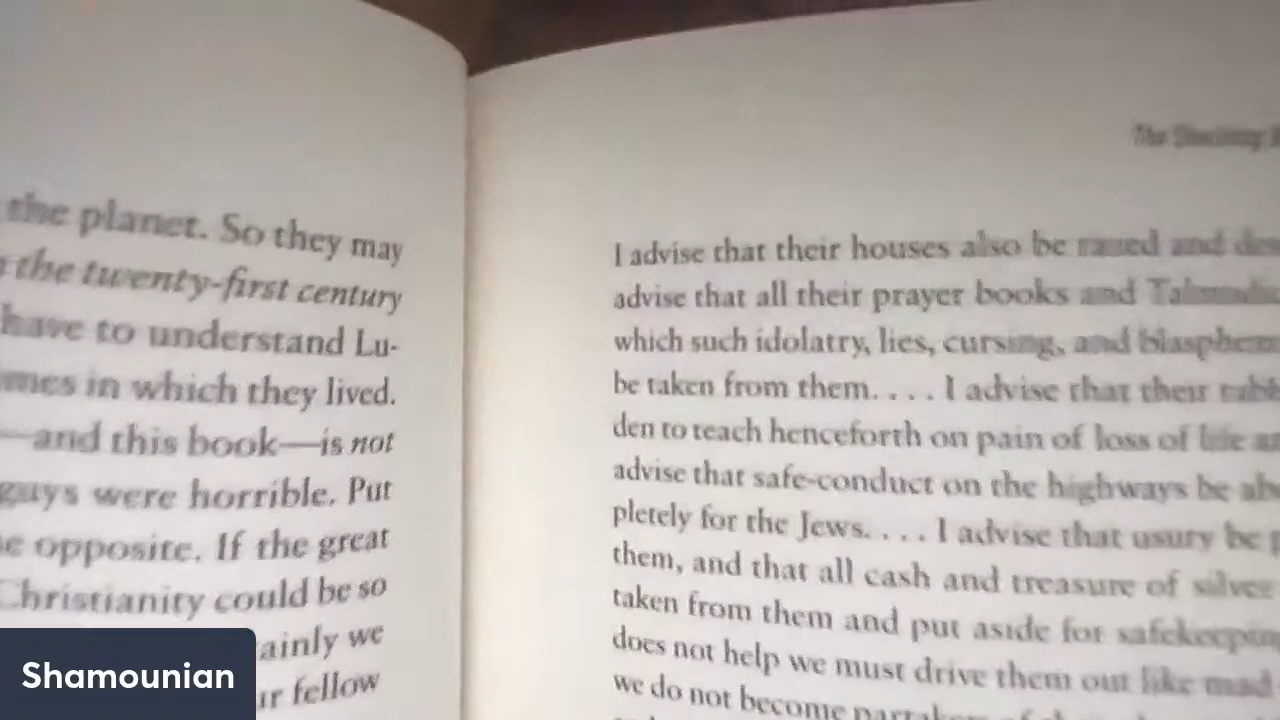 the planet. So they may
the twenty-first century
have to understand Lu-
in which they lived.
—and this book—is not
guys were horrible. Put
opposite. If the great
Christianity could be so
we
fellow
The
I advise that their houses also be razed and
advise that all their prayer books and
which such idolatry, lies, cursing, and
be taken from them. . . . I advise that their
den to teach henceforth on pain of loss of life
advise that safe-conduct on the highways be
pletely for the Jews. . . . I advise that usury be
them, and that all cash and treasure of silver
taken from them and put aside for safekeeping
does not help we must drive them out like mad
we do not become
Shamounian